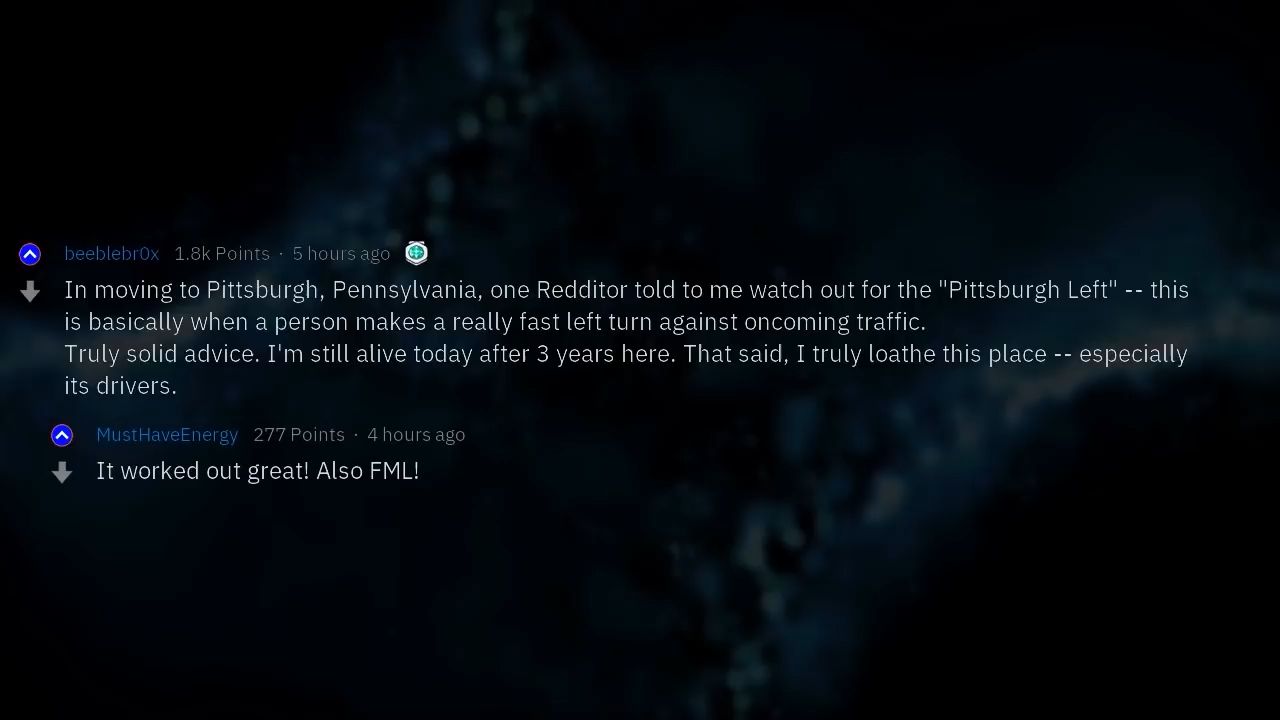 beeblebr0x 1.8k Points · 5 hours ago
In moving to Pittsburgh, Pennsylvania, one Redditor told to me watch out for the "Pittsburgh Left" -- this
is basically when a person makes a really fast left turn against oncoming traffic.
Truly solid advice. I'm still alive today after 3 years here. That said, I truly loathe this place -- especially
its drivers.
MustHaveEnergy 277 Points · 4 hours ago
It worked out great! Also FML!